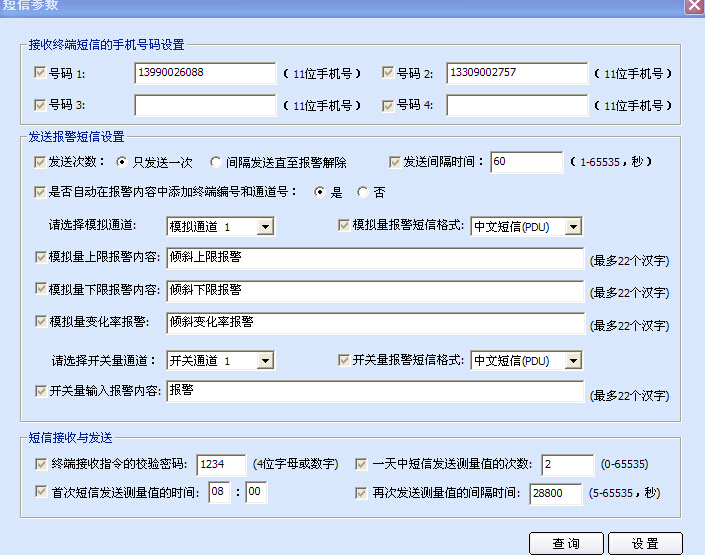 短信参数
接收终端短信的手机号码设置
号码 1: 13990026088 ( 11位手机号 ) 号码 2: 13309002757 ( 11位手机号 )
号码 3: ( 11位手机号 ) 号码 4: ( 11位手机号 )
发送报警短信设置
发送次数： 只发送一次 间隔发送直至报警解除 发送间隔时间： 60 ( 1-65535，秒 )
是否自动在报警内容中添加终端编号和通道号： 是 否
请选择模拟通道: 模拟通道 1 模拟量报警短信格式: 中文短信(PDU)
模拟量上限报警内容: 倾斜上限报警 (最多22个汉字)
模拟量下限报警内容: 倾斜下限报警 (最多22个汉字)
模拟量变化率报警: 倾斜变化率报警 (最多22个汉字)
请选择开关量通道： 开关通道 1 开关量报警短信格式: 中文短信(PDU)
开关量输入报警内容: 报警 (最多22个汉字)
短信接收与发送
终端接收指令的校验密码: 1234 (4位字母或数字) 一天中短信发送测量值的次数: 2 (0-65535)
首次短信发送测量值的时间: 08 : 00 再次发送测量值的间隔时间: 28800 (5-65535，秒)
查 询 设 置